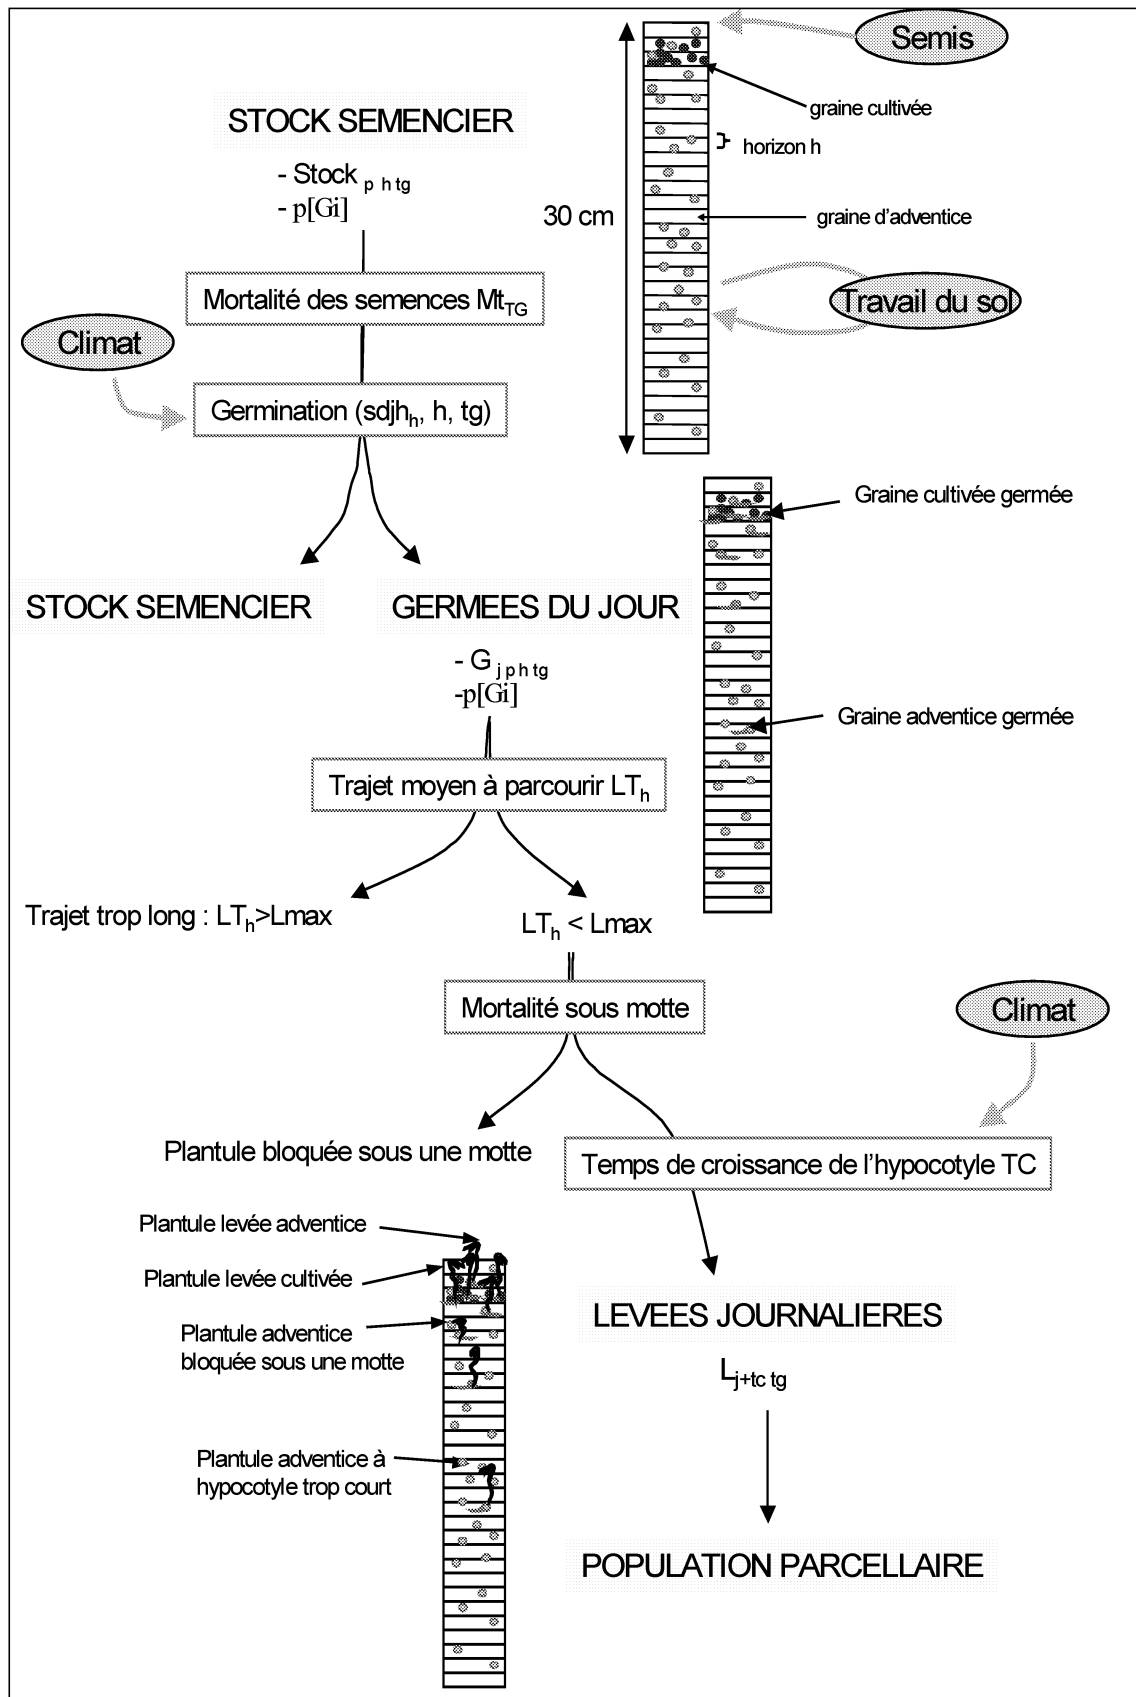 Semis
graine cultivée
STOCK SEMENCIER
horizon h
- Stock p h tg
- p[Gi]
30 cm
graine d'adventice
Mortalité des semences MtTG
Travail du sol
Climat
Germination (sdjhh, h, tg)
Graine cultivée germée
STOCK SEMENCIER
GERMEES DU JOUR
- G j p h tg
-p[Gi]
Graine adventice germée
Trajet moyen à parcourir LTh
Trajet trop long : LTh>Lmax
LTh < Lmax
Mortalité sous motte
Climat
Plantule bloquée sous une motte
Temps de croissance de l'hypocotyle TC
Plantule levée adventice
Plantule levée cultivée
LEVEES JOURNALIERES
Plantule adventice
bloquée sous une motte
Lj+tc tg
Plantule adventice à
hypocotyle trop court
POPULATION PARCELLAIRE